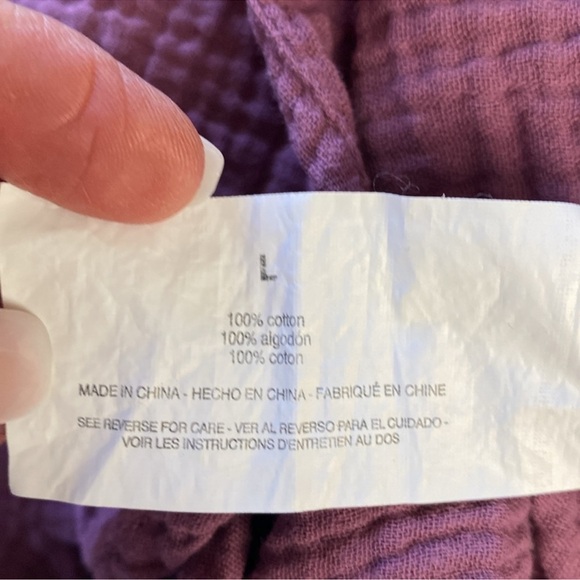 L
100% cotton
100% algodón
100% coton
MADE IN CHINA - HECHO EN CHINA - FABRIQUÉ EN CHINE
SEE REVERSE FOR CARE - VER AL REVERSO PARA EL CUIDADO -
VOIR LES INSTRUCTIONS D'ENTRETIEN AU DOS